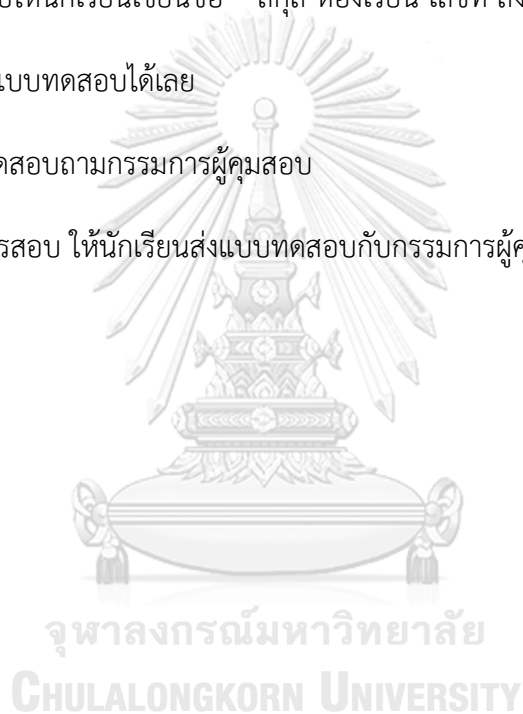 แบบทดสอบได้เลย
ดสอบถามกรรมการผู้คุมสอบ
รสอบ ให้นักเรียนส่งแบบทดสอบกับกรรมการผู้คุ
จุฬาลงกรณ์มหาวิทยาลัย
CHULALONGKORN UNIVERSITY